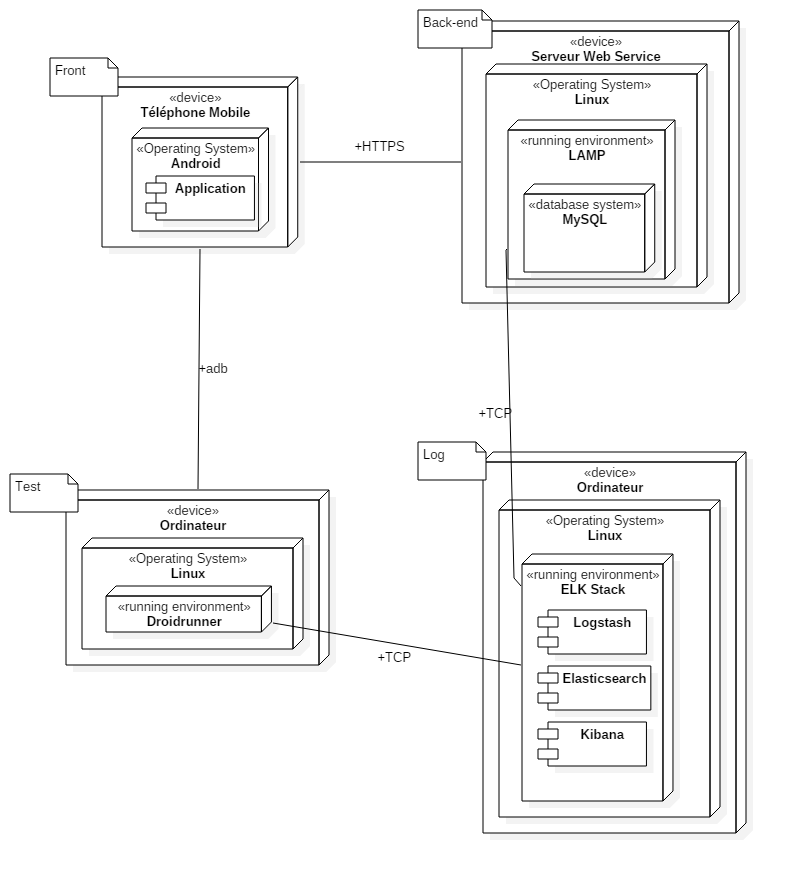 Front
«device»
Téléphone Mobile
«Operating System»
Android
Application
+HTTPS
Back-end
«device»
Serveur Web Service
«Operating System»
Linux
«running environment»
LAMP
«database system»
MySQL
+adb
+TCP
Test
«device»
Ordinateur
«Operating System»
Linux
«running environment»
Droidrunner
+TCP
Log
«device»
Ordinateur
«Operating System»
Linux
«running environment»
ELK Stack
Logstash
Elasticsearch
Kibana